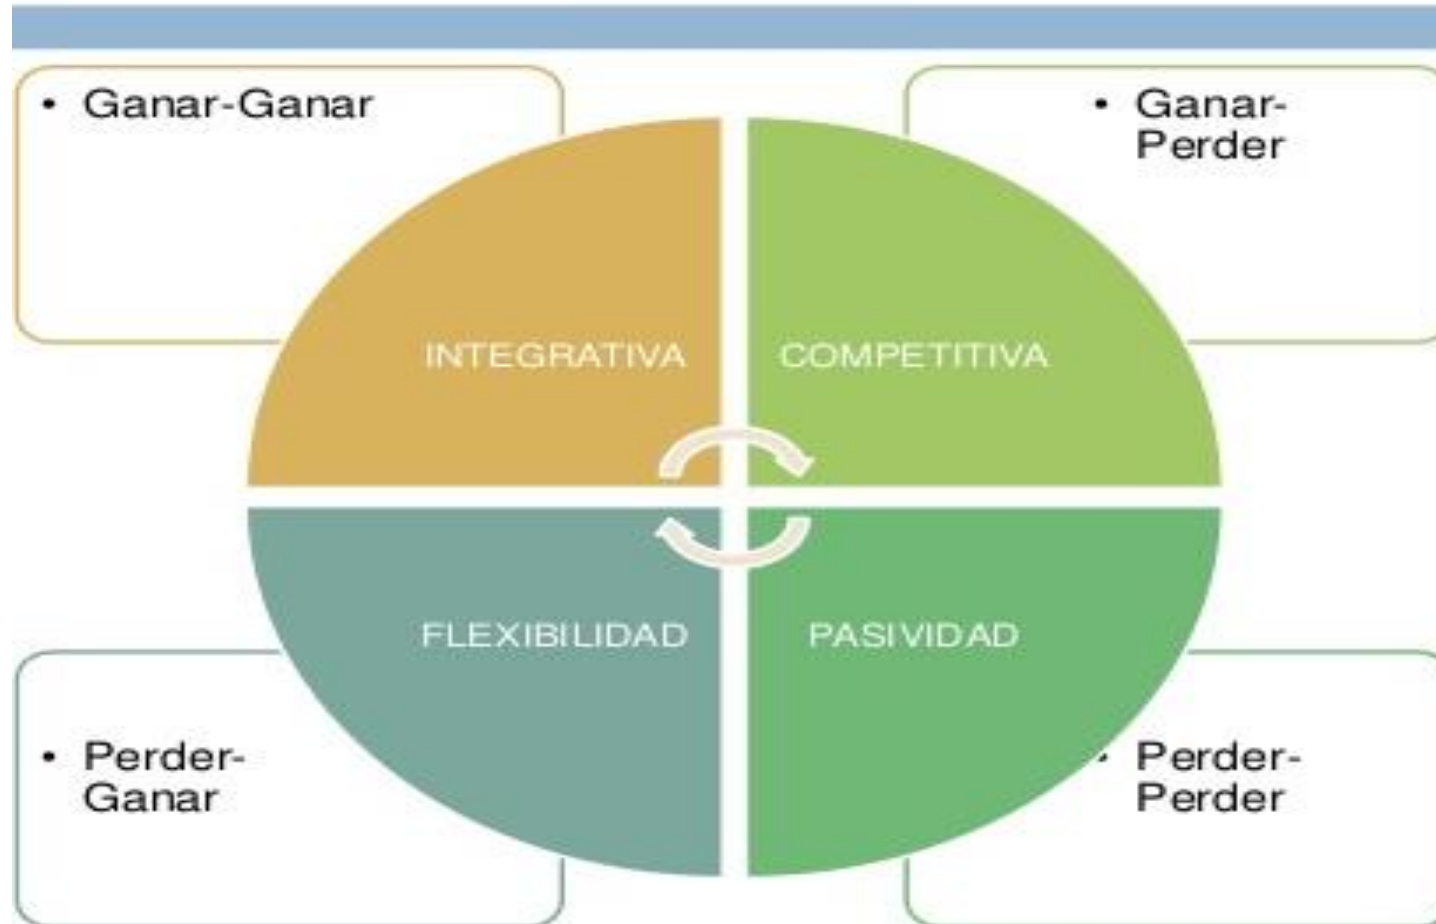 • Ganar-Ganar
• Ganar-
Perder
INTEGRATIVA
COMPETITIVA
FLEXIBILIDAD
PASIVIDAD
• Perder-
Ganar
• Perder-
Perder